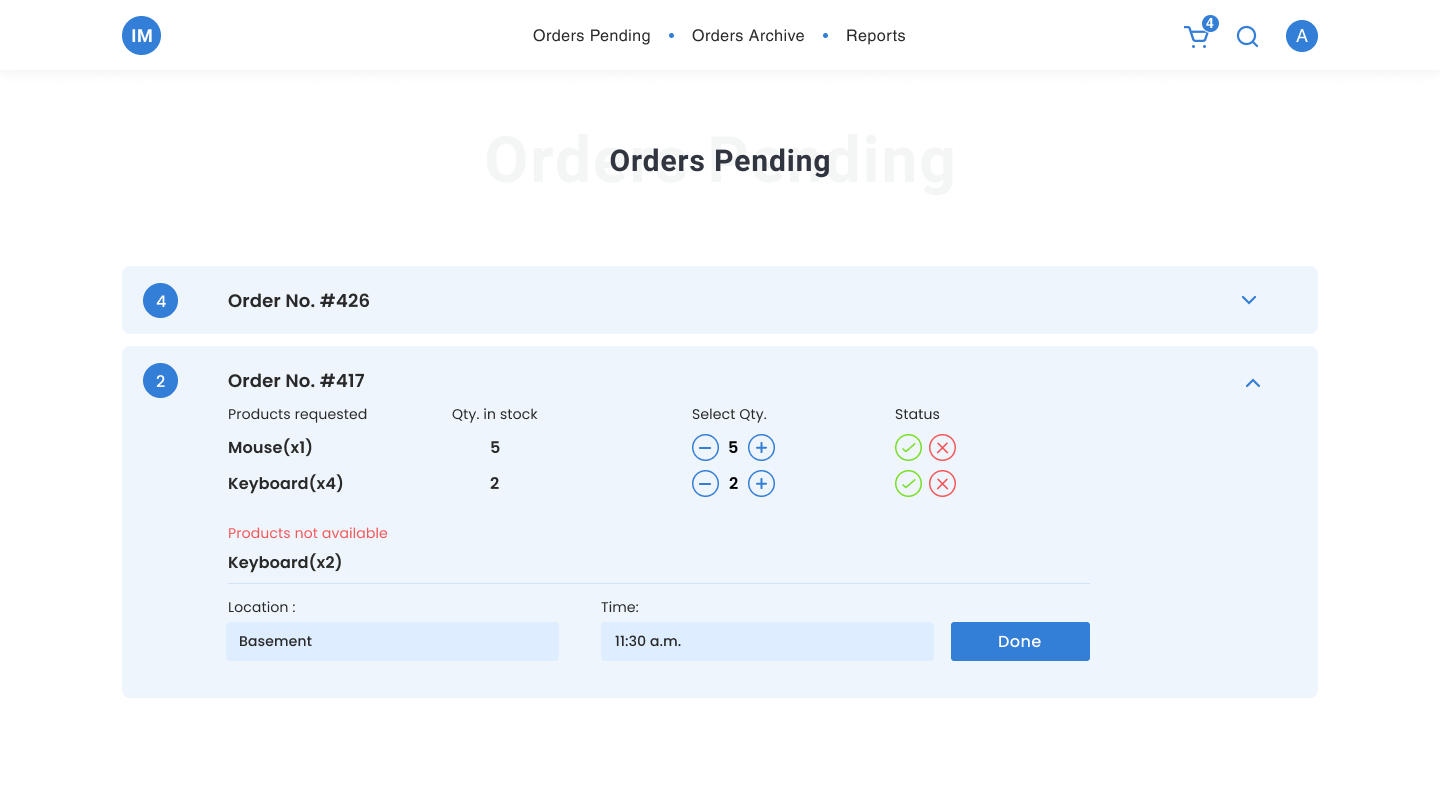 IM Orders Pending • Orders Archive • Reports 4 A
Orders Pending
Orders Pending
4 Order No. #426
2 Order No. #417
Products requested Qty. in stock Select Qty. Status
Mouse(x1) 5 5
Keyboard(x4) 2 2
Products not available
Keyboard(x2)
Location : Time:
Basement 11:30 a.m. Done